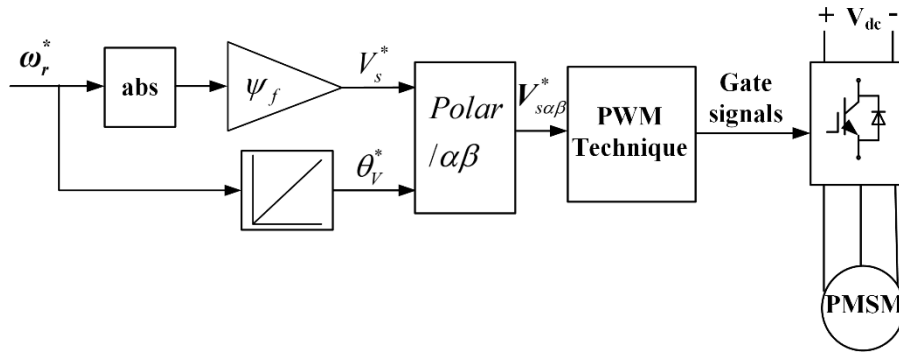 + V_dc -
ω_r^*
abs
ψ_f
V_s^*
Polar
/αβ
V_sαβ^*
PWM
Technique
Gate
signals
θ_V^*
PMSM